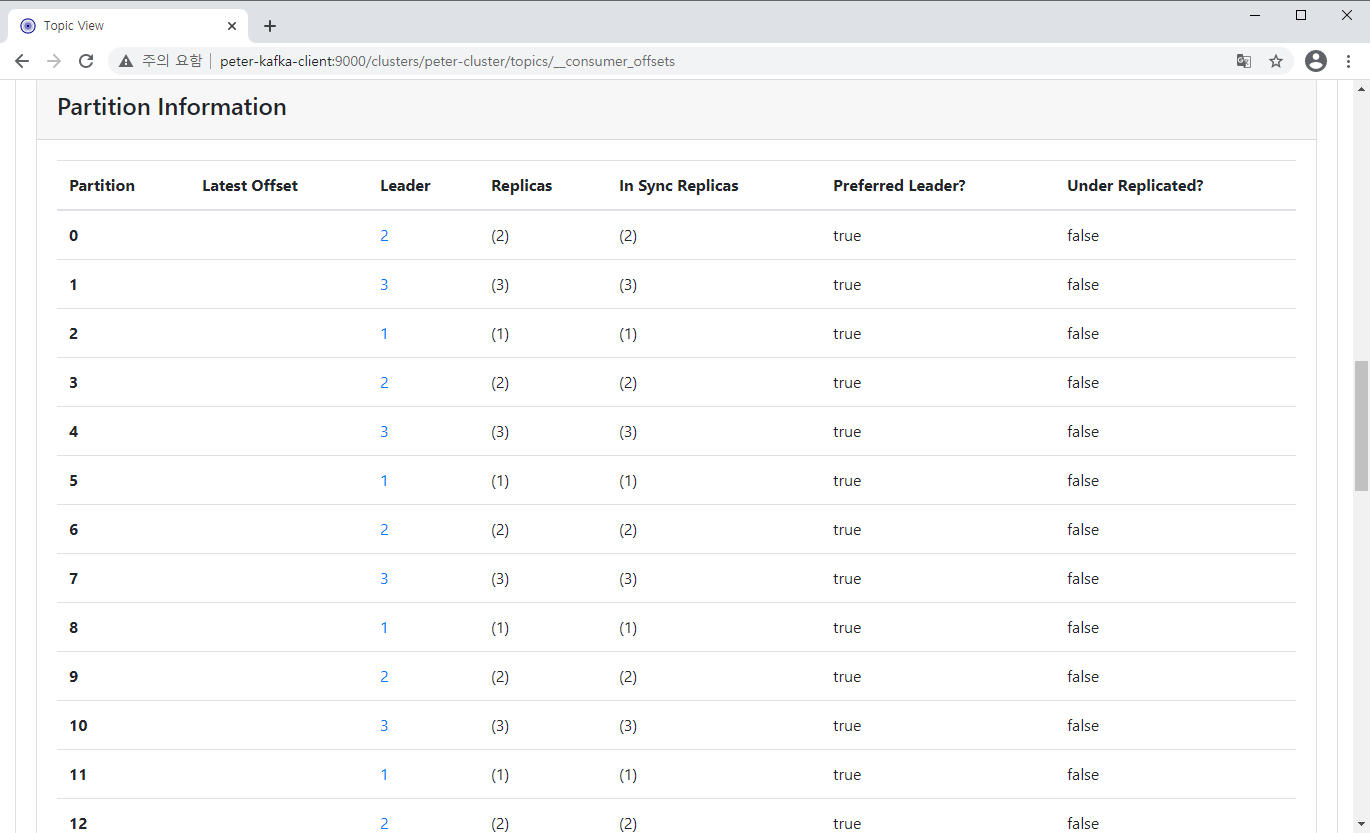 Topic View
주의 요함 peter-kafka-client:9000/clusters/peter-cluster/topics/__consumer_offsets
Partition Information
Partition Latest Offset Leader Replicas In Sync Replicas Preferred Leader? Under Replicated?
0 2 (2) (2) true false
1 3 (3) (3) true false
2 1 (1) (1) true false
3 2 (2) (2) true false
4 3 (3) (3) true false
5 1 (1) (1) true false
6 2 (2) (2) true false
7 3 (3) (3) true false
8 1 (1) (1) true false
9 2 (2) (2) true false
10 3 (3) (3) true false
11 1 (1) (1) true false
12 2 (2) (2) true false